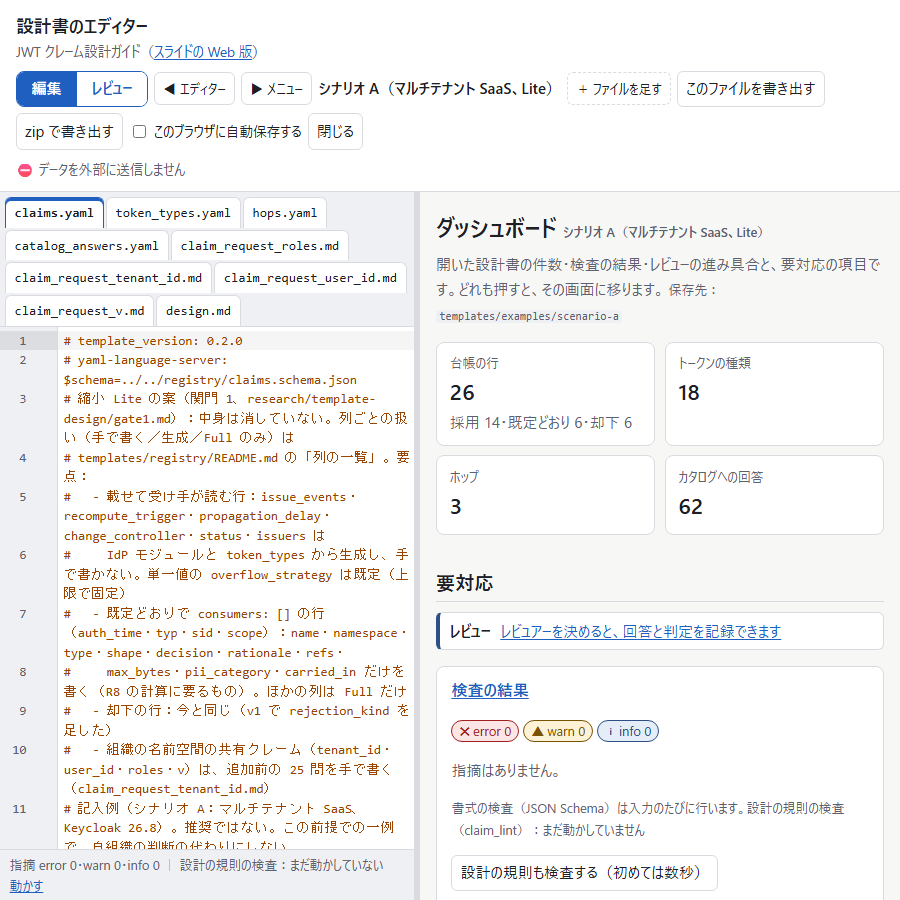 設計書のエディター
JWT クレーム設計ガイド（スライドの Web 版）
編集 レビュー ◀ エディター ▶ メニュー シナリオ A（マルチテナント SaaS、Lite） ＋ ファイルを足す このファイルを書き出す
zip で書き出す このブラウザに自動保存する 閉じる
⛔ データを外部に送信しません
claims.yaml token_types.yaml hops.yaml
catalog_answers.yaml claim_request_roles.md
claim_request_tenant_id.md claim_request_user_id.md
claim_request_v.md design.md
1 # template_version: 0.2.0
2 # yaml-language-server:
$schema=../../registry/claims.schema.json
3 # 縮小 Lite の案（関門 1、research/template-
design/gate1.md）：中身は消していない。列ごとの扱
い（手で書く／生成／Full のみ）は
4 # templates/registry/README.md の「列の一覧」。要
点：
5 #   - 載せて受け手が読む行：issue_events・
recompute_trigger・propagation_delay・
change_controller・status・issuers は
6 #     IdP モジュールと token_types から生成し、手
で書かない。単一値の overflow_strategy は既定（上
限で固定）
7 #   - 既定どおりで consumers: [] の行
（auth_time・typ・sid・scope）：name・namespace・
type・shape・decision・rationale・refs・
8 #     max_bytes・pii_category・carried_in だけを
書く（R8 の計算に要るもの）。ほかの列は Full だけ
9 #   - 却下の行：今と同じ（v1 で rejection_kind を
足した）
10 #   - 組織の名前空間の共有クレーム（tenant_id・
user_id・roles・v）は、追加前の 25 問を手で書く
（claim_request_tenant_id.md）
11 # 記入例（シナリオ A：マルチテナント SaaS、
Keycloak 26.8）。推奨ではない。この前提での一例
で、自組織の判断の代わりにしない
指摘 error 0・warn 0・info 0 | 設計の規則の検査：まだ動かしていない
動かす
ダッシュボード シナリオ A（マルチテナント SaaS、Lite）
開いた設計書の件数・検査の結果・レビューの進み具合と、要対応の項目で
す。どれも押すと、その画面に移ります。 保存先：
templates/examples/scenario-a
台帳の行
26
採用 14・既定どおり 6・却下 6
トークンの種類
18
ホップ
3
カタログへの回答
62
要対応
レビュー レビュアーを決めると、回答と判定を記録できます
検査の結果
✕ error 0 ▲ warn 0 i info 0
指摘はありません。
書式の検査（JSON Schema）は入力のたびに行います。設計の規則の検査
（claim_lint）：まだ動かしていません
設計の規則も検査する（初めては数秒）